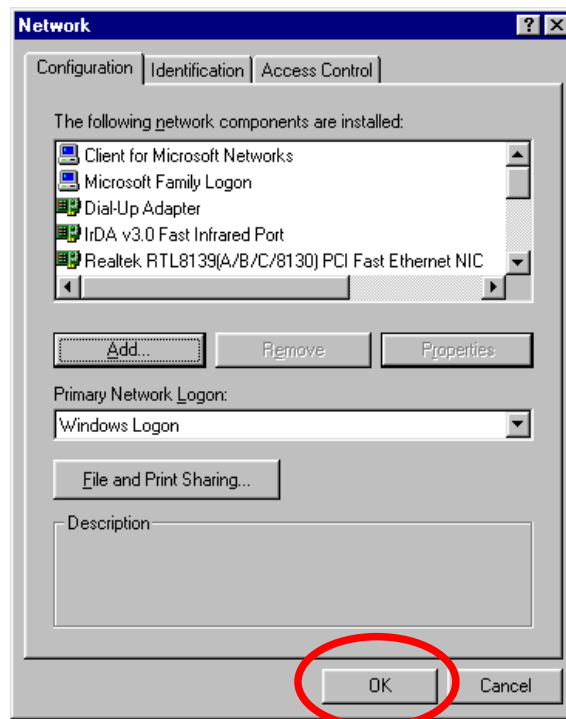 Network
Configuration Identification Access Control
The following network components are installed:
Client for Microsoft Networks
Microsoft Family Logon
Dial-Up Adapter
IrDA v3.0 Fast Infrared Port
Realtek RTL8139(A/B/C/8130) PCI Fast Ethernet NIC
Add... Remove Properties
Primary Network Logon:
Windows Logon
File and Print Sharing...
Description
OK Cancel